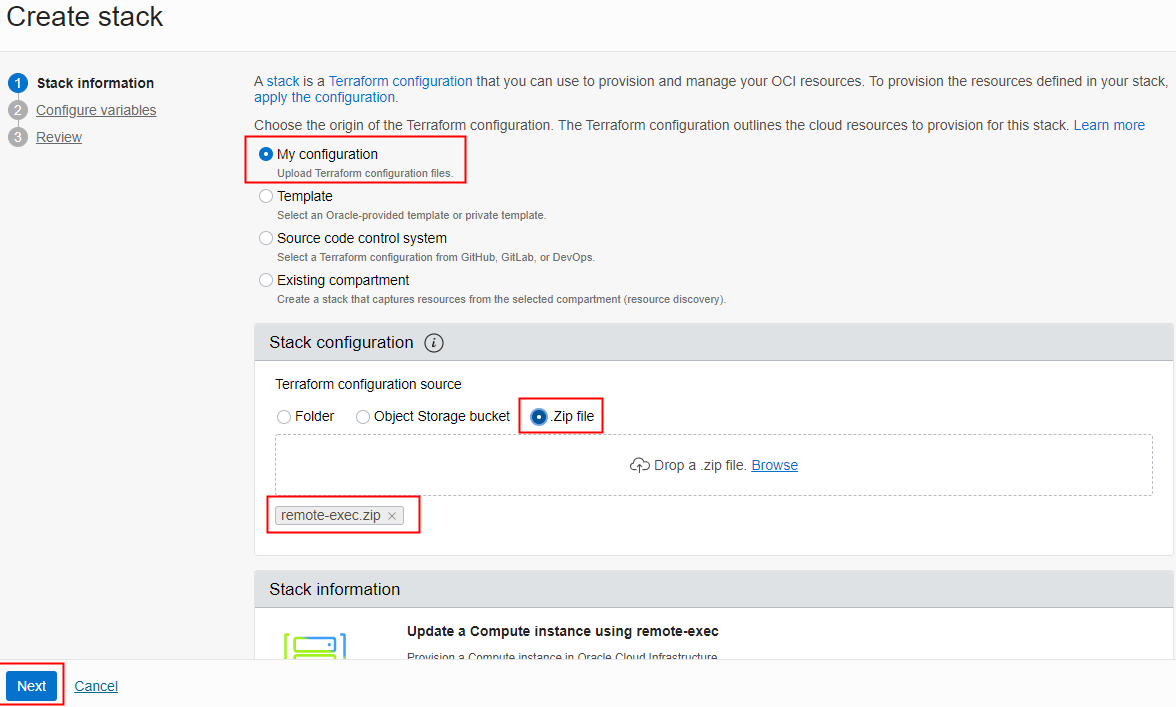 Create stack
1 Stack information
2 Configure variables
3 Review
A stack is a Terraform configuration that you can use to provision and manage your OCI resources. To provision the resources defined in your stack,
apply the configuration.
Choose the origin of the Terraform configuration. The Terraform configuration outlines the cloud resources to provision for this stack. Learn more
My configuration
Upload Terraform configuration files.
Template
Select an Oracle-provided template or private template.
Source code control system
Select a Terraform configuration from GitHub, GitLab, or DevOps.
Existing compartment
Create a stack that captures resources from the selected compartment (resource discovery).
Stack configuration i
Terraform configuration source
Folder Object Storage bucket .Zip file
Drop a .zip file. Browse
remote-exec.zip ×
Stack information
Update a Compute instance using remote-exec
Provision a Compute instance in Oracle Cloud Infrastructure
Next Cancel